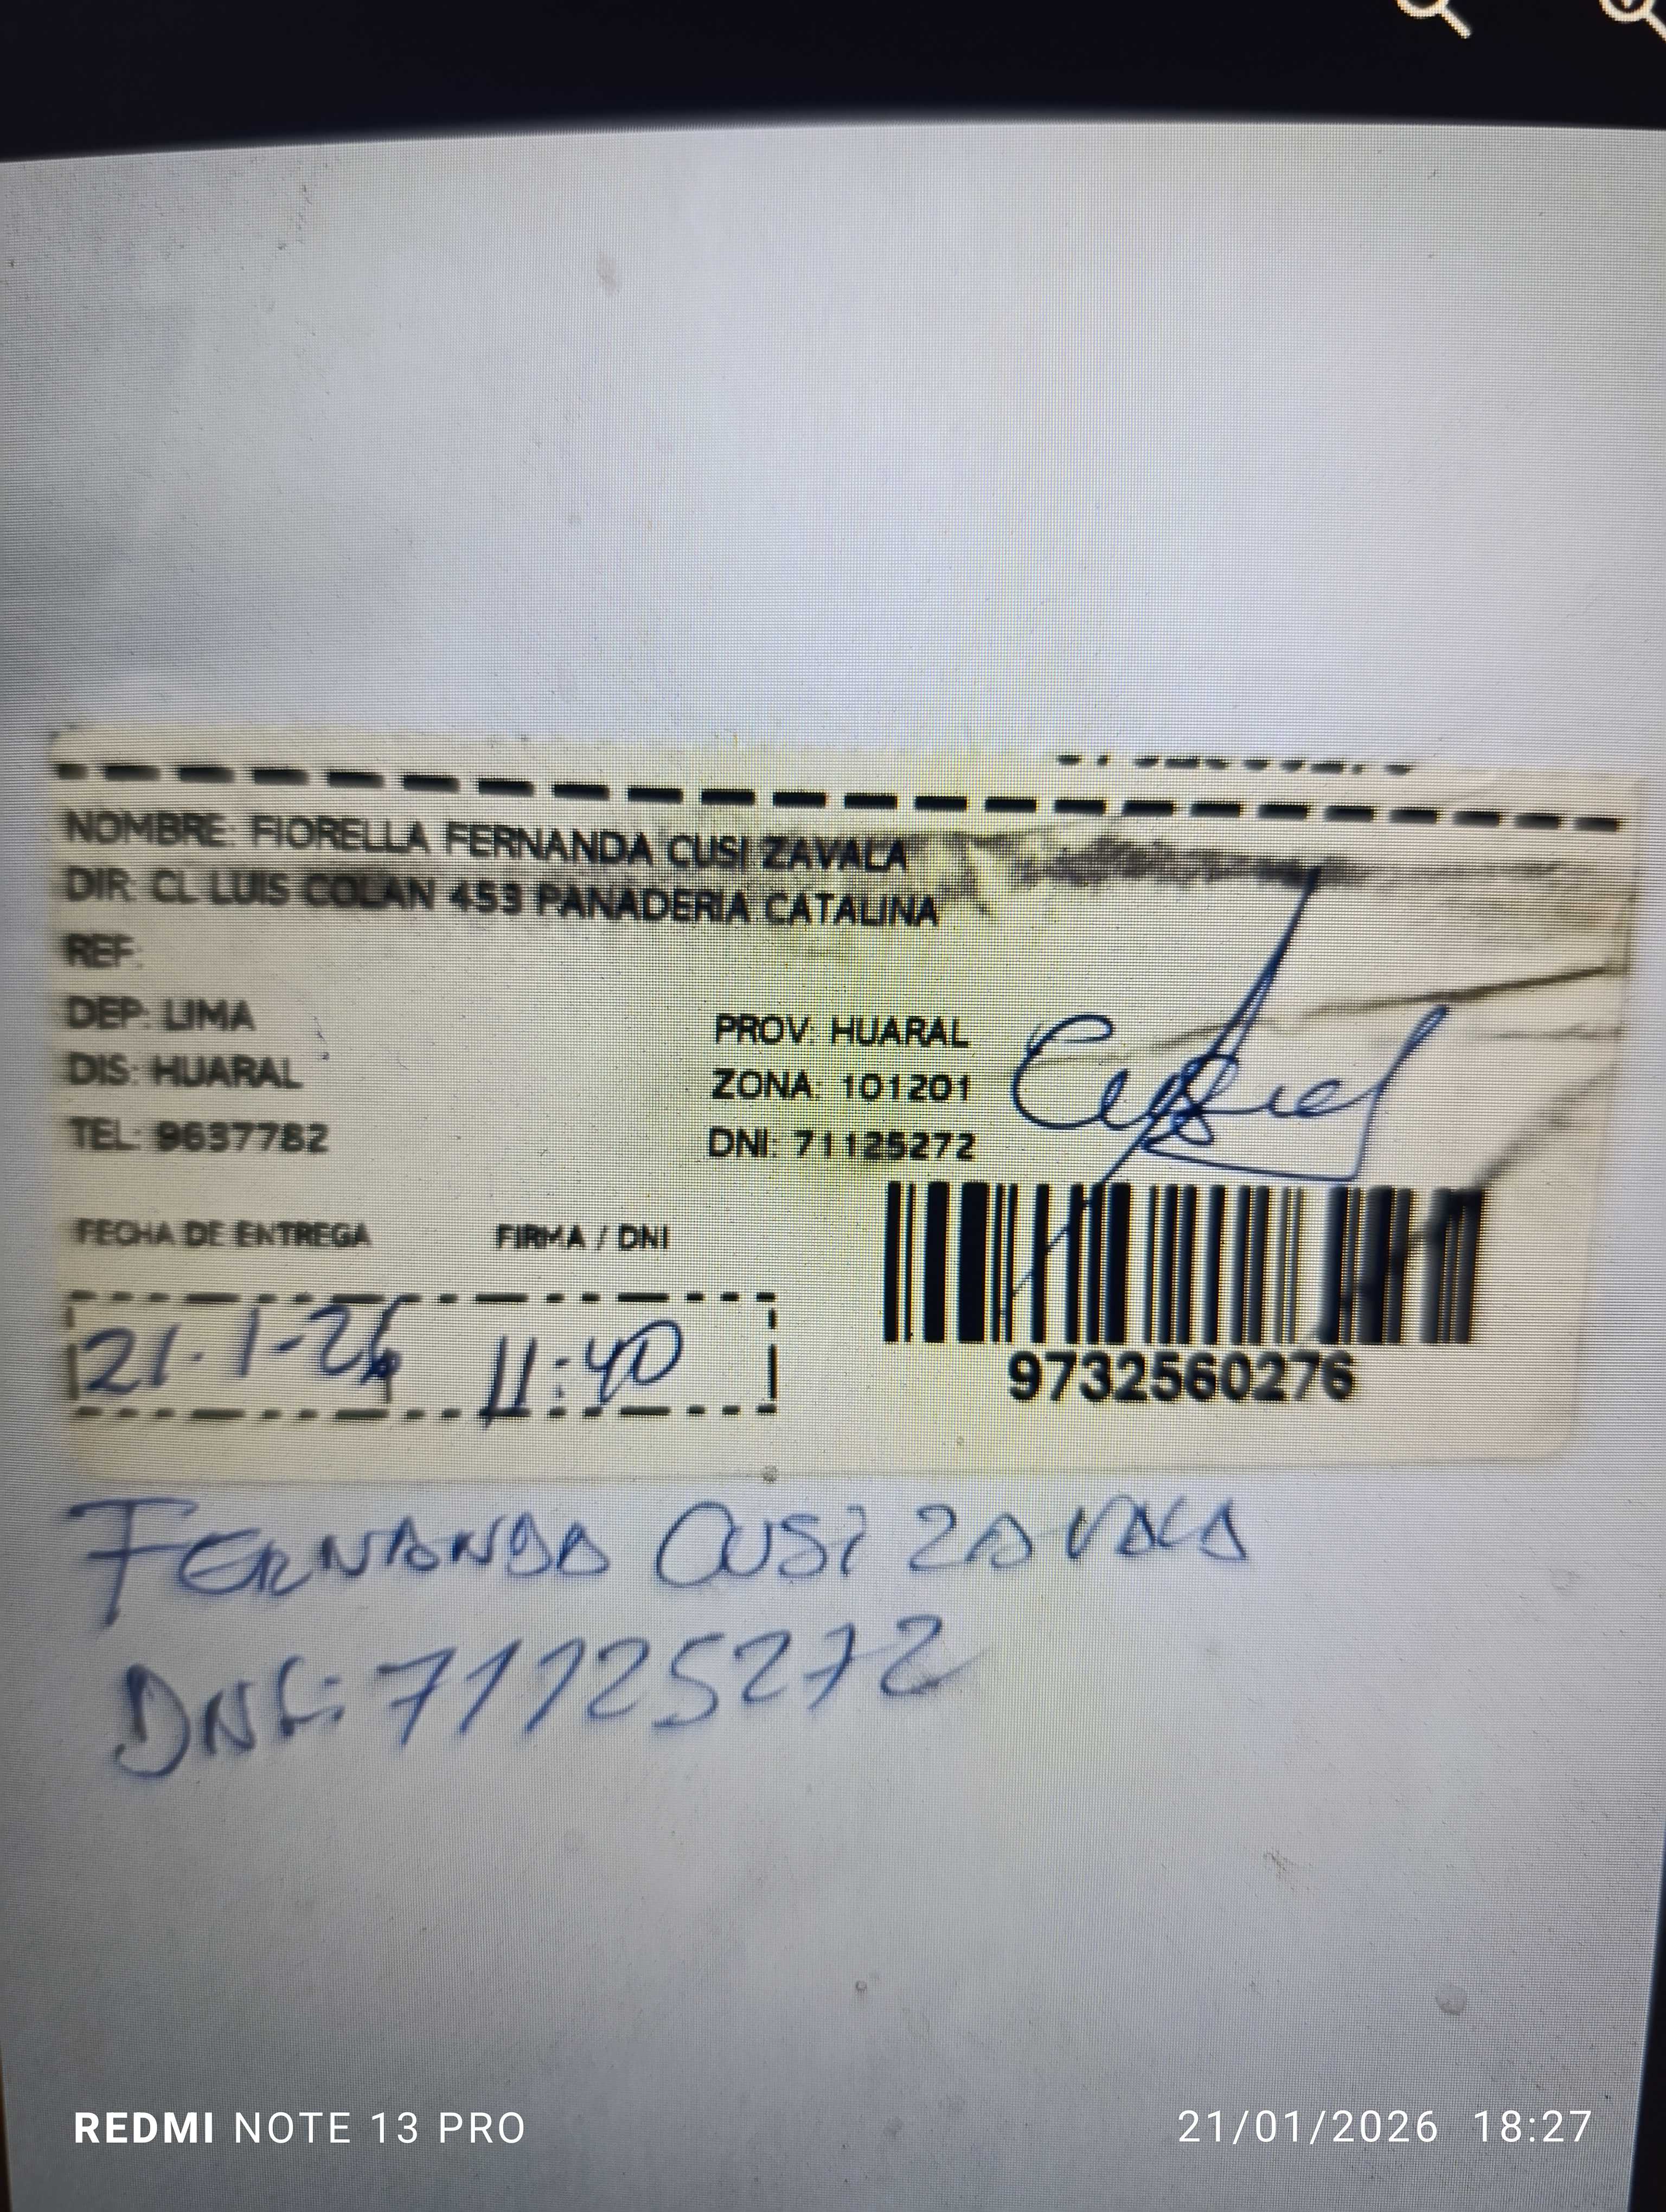 NOMBRE: FIORELLA FERNANDA CUSI ZAVALA
DIR: CL LUIS COLAN 453 PANADERIA CATALINA
REF:
DEP: LIMA
PROV: HUARAL
DIS: HUARAL
ZONA: 101201
TEL: 9637782
DNI: 71125272
FECHA DE ENTREGA
FIRMA / DNI
21-1-26 11:40
9732560276
FERNANDA CUSI ZAVALA
DNI: 71125272
REDMI NOTE 13 PRO
21/01/2026 18:27